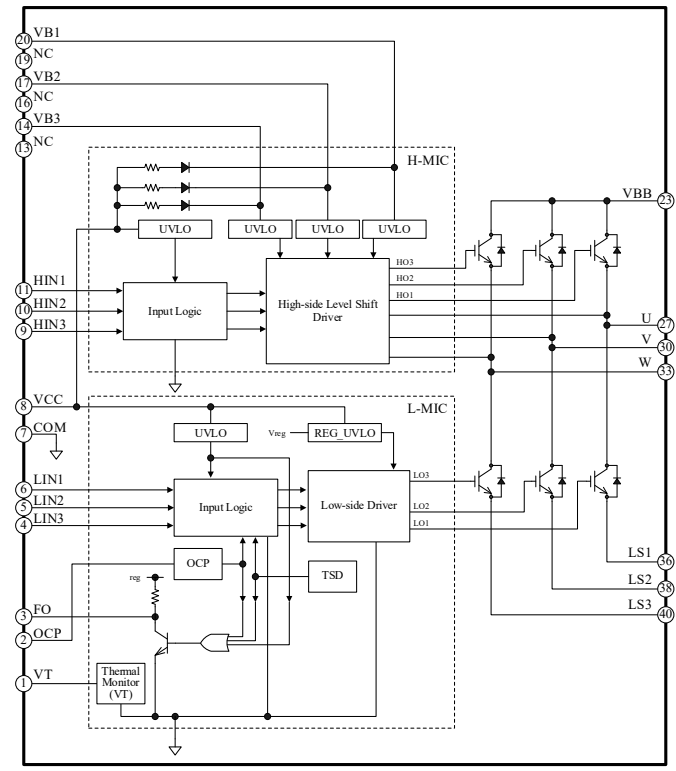 20 VB1
19 NC
17 VB2
16 NC
14 VB3
13 NC
H-MIC
UVLO UVLO UVLO UVLO
VBB 23
HO3
HO2
HO1
11 HIN1
10 HIN2
9 HIN3
Input Logic
High-side Level Shift
Driver
U 27
V 30
W 33
8 VCC
7 COM
L-MIC
UVLO
Vreg
REG_UVLO
6 LIN1
5 LIN2
4 LIN3
Input Logic
Low-side Driver
LO3
LO2
LO1
OCP
TSD
reg
LS1 36
LS2 38
LS3 40
3 FO
2 OCP
1 VT
Thermal
Monitor
(VT)